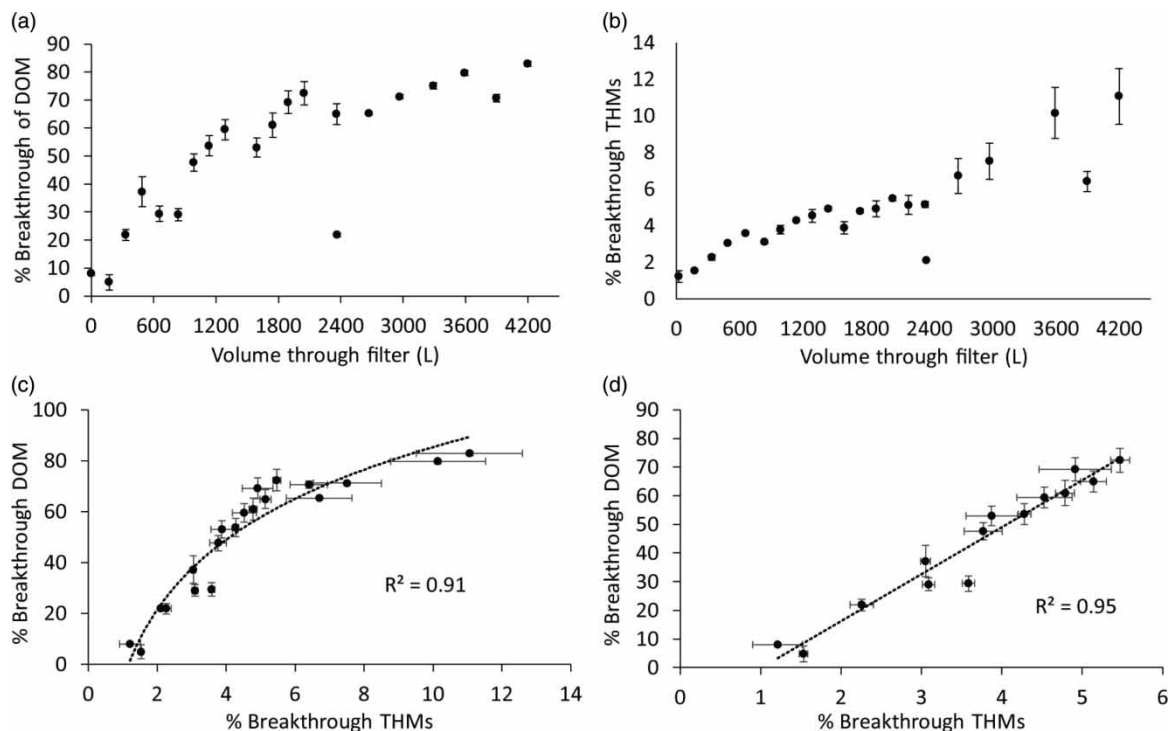 (a)
% Breakthrough of DOM
90
80
70
60
50
40
30
20
10
0
0 600 1200 1800 2400 3000 3600 4200
Volume through filter (L)
(b)
% Breakthrough THMs
14
12
10
8
6
4
2
0
0 600 1200 1800 2400 3000 3600 4200
Volume through filter (L)
(c)
% Breakthrough DOM
100
80
60
40
20
0
R² = 0.91
0 2 4 6 8 10 12 14
% Breakthrough THMs
(d)
% Breakthrough DOM
90
80
70
60
50
40
30
20
10
0
R² = 0.95
0 1 2 3 4 5 6
% Breakthrough THMs